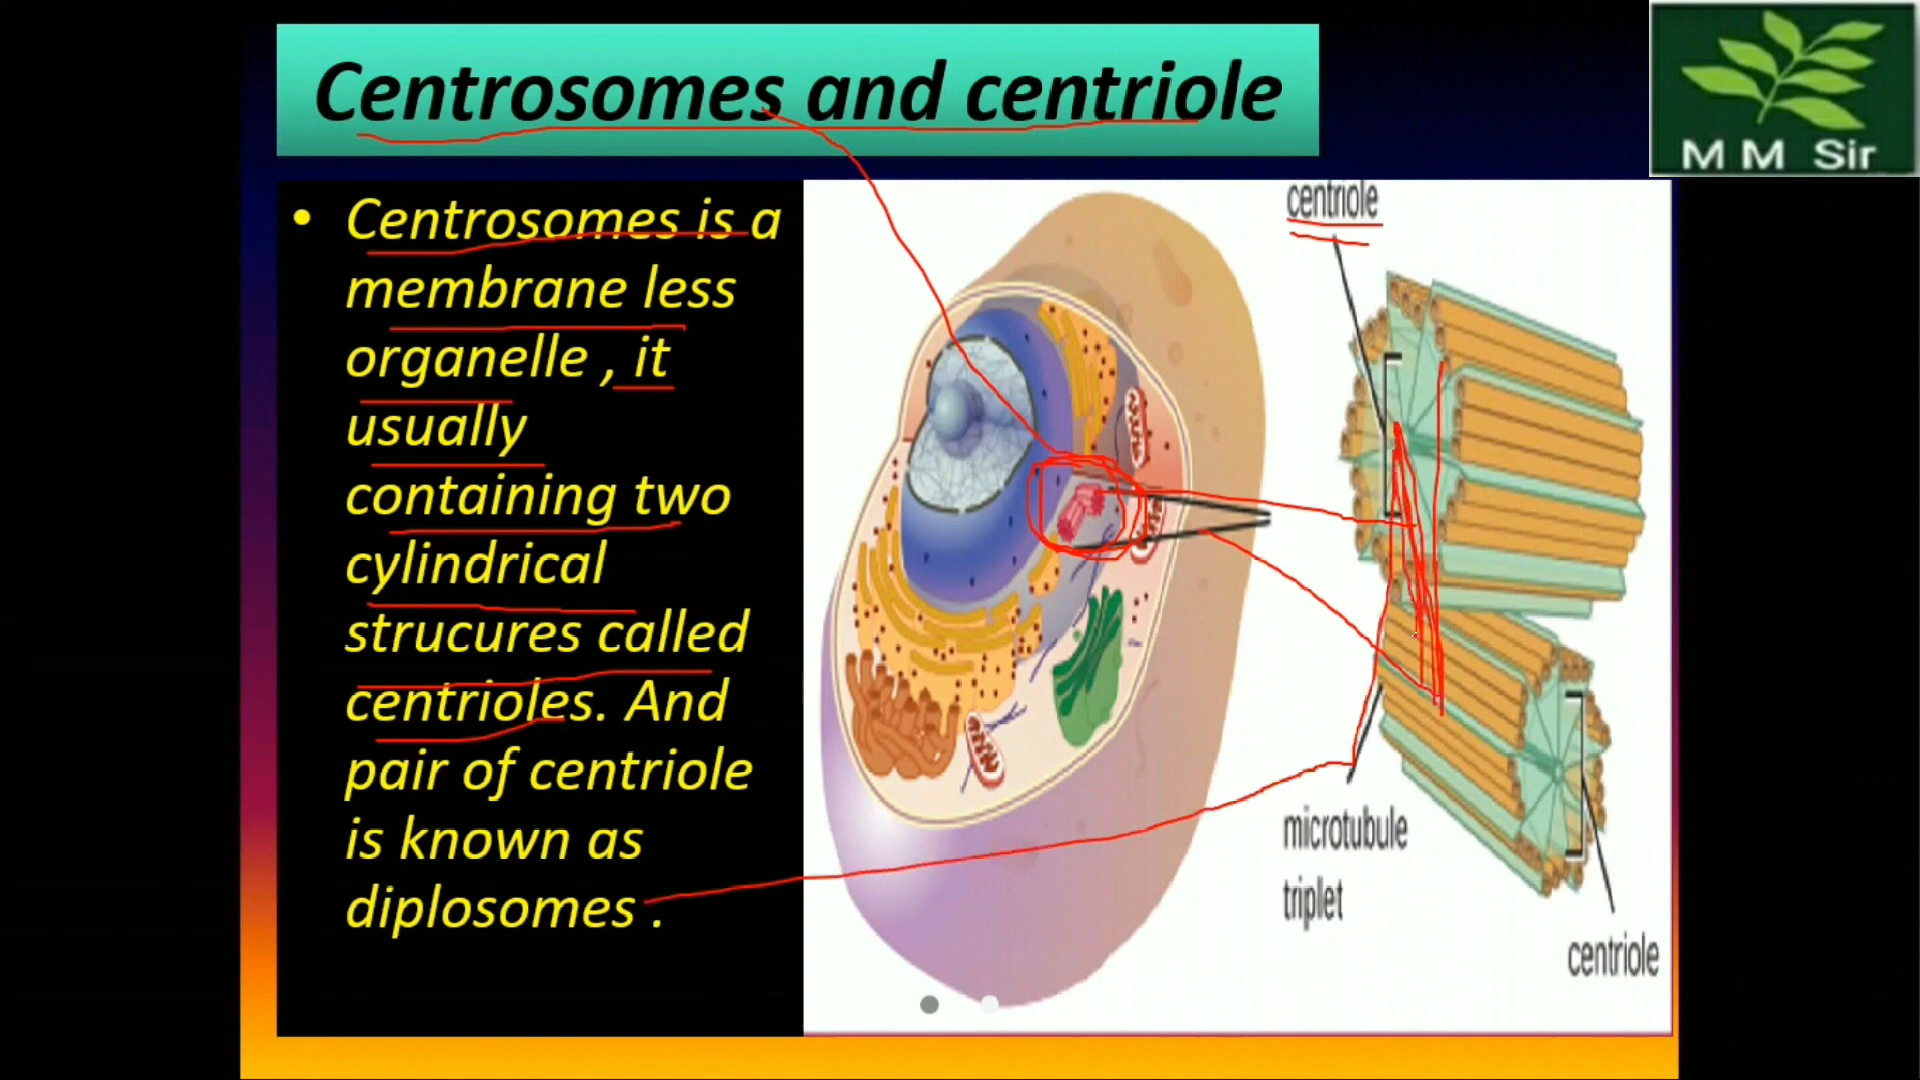 Centrosomes and centriole
M M Sir
• Centrosomes is a
membrane less
organelle , it
usually
containing two
cylindrical
strucures called
centrioles. And
pair of centriole
is known as
diplosomes .
centriole
microtubule
triplet
centriole